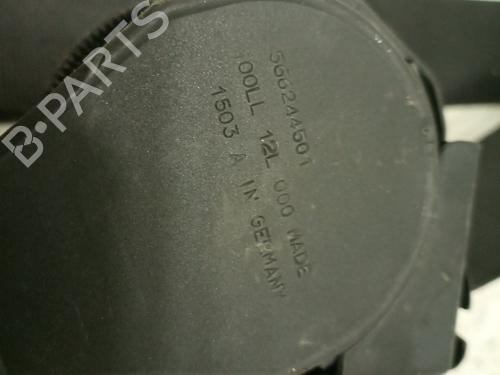 B-PARTS
566244501
00LL 12L 000 MADE
1503 A IN GERMANY